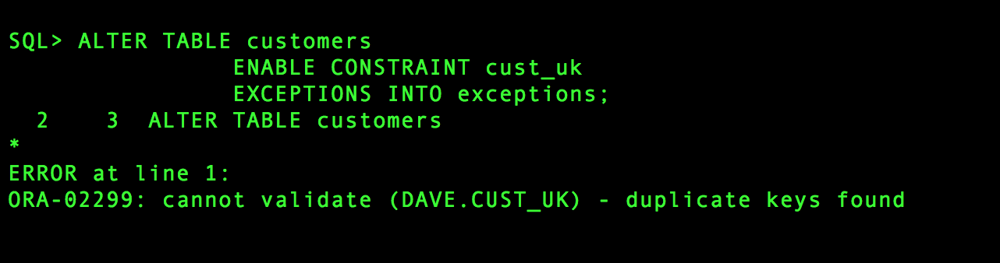 SQL> ALTER TABLE customers
ENABLE CONSTRAINT cust_uk
EXCEPTIONS INTO exceptions;
2 3 ALTER TABLE customers
*
ERROR at line 1:
ORA-02299: cannot validate (DAVE.CUST_UK) - duplicate keys found